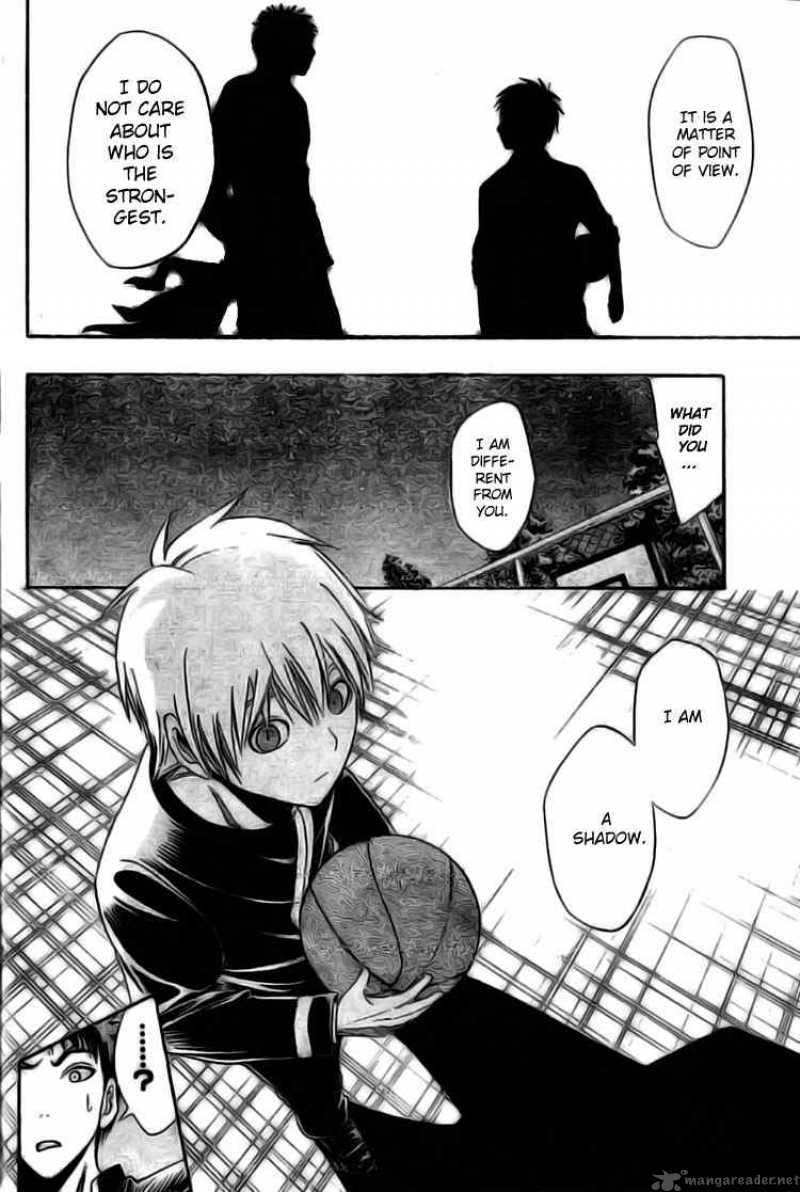 IT IS A
MATTER
OF POINT
OF VIEW.
I DO
NOT CARE
ABOUT
WHO IS
THE
STRON-
GEST.
WHAT
DID
YOU
...
I AM
DIFFE-
RENT
FROM
YOU.
I AM
A
SHADOW.
......?
mangareader.net